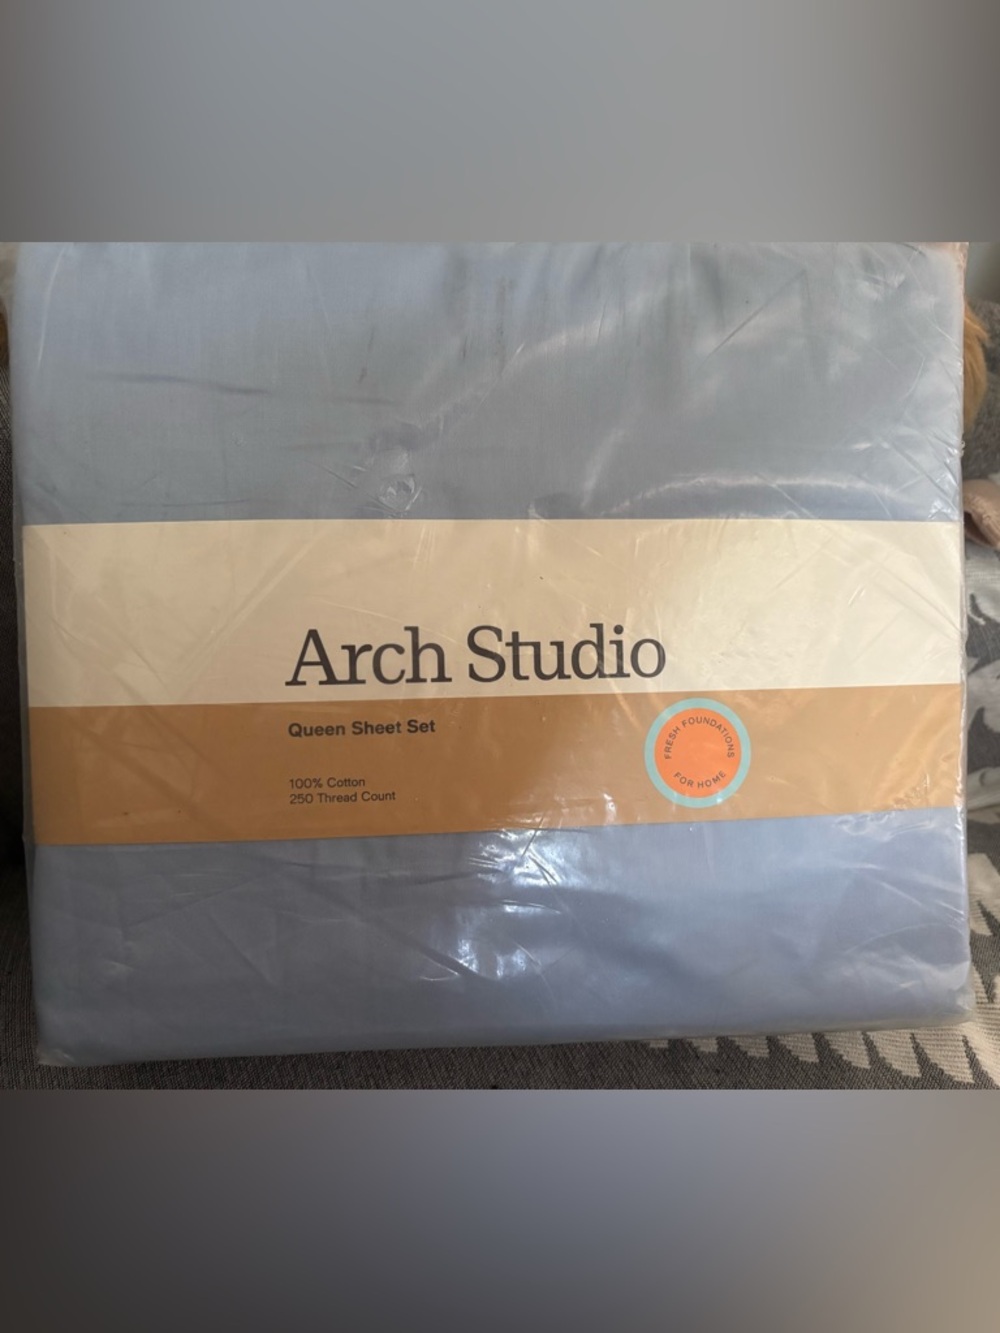 Arch Studio
Queen Sheet Set
100% Cotton
250 Thread Count
FRESH FOUNDATIONS
FOR HOME